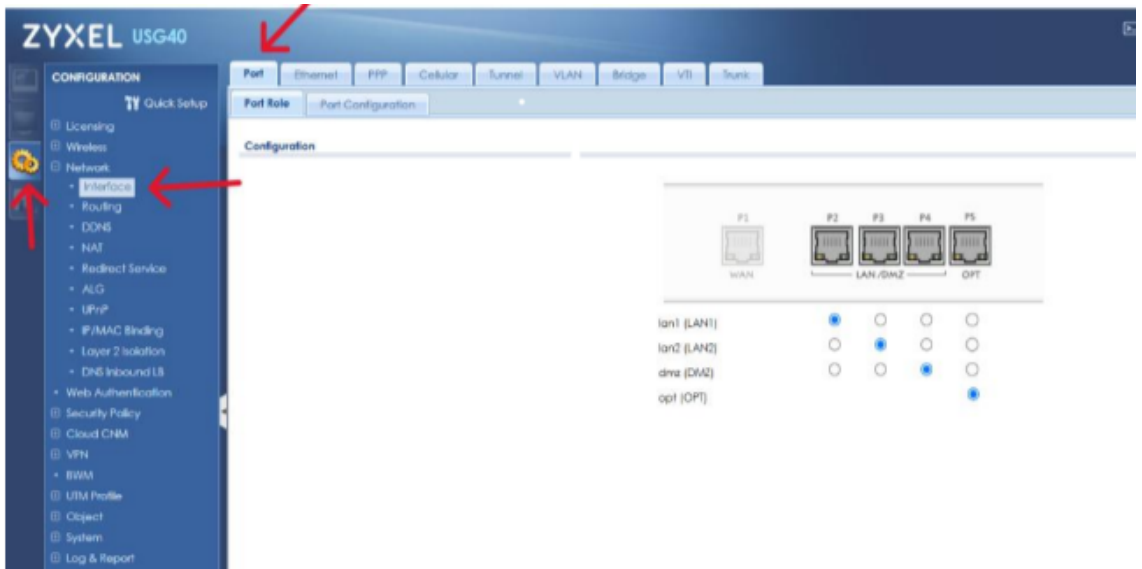 ZYXEL USG40
CONFIGURATION
Quick Setup
Licensing
Wireless
Network
Interface
Routing
DDNS
NAT
Redirect Service
ALG
UPnP
IP/MAC Binding
Layer 2 Isolation
DNS Inbound LB
Web Authentication
Security Policy
Cloud CNM
VPN
BWM
UTM Profile
Object
System
Log & Report
Port Ethernet PPP Cellular Tunnel VLAN Bridge VTI Trunk
Port Role Port Configuration
Configuration
P1 P2 P3 P4 P5
WAN LAN/DMZ OPT
lan1 (LAN1)
lan2 (LAN2)
dmz (DMZ)
opt (OPT)